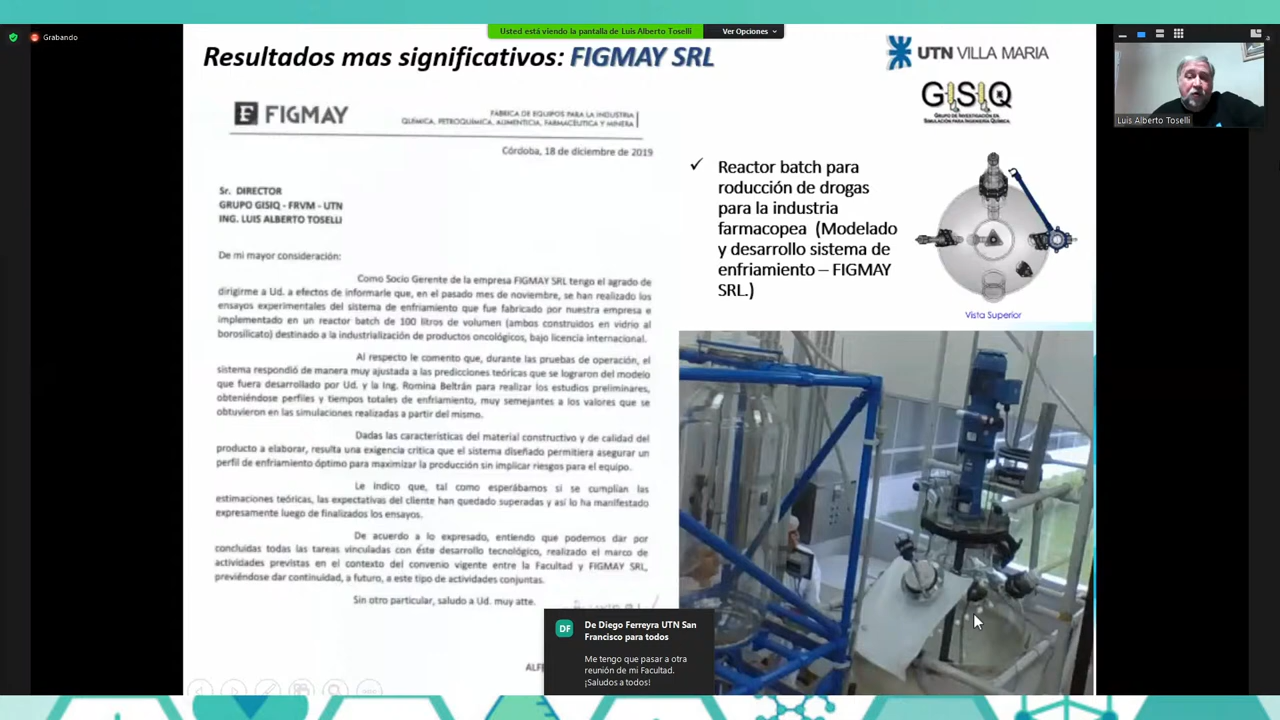 Grabando
Usted está viendo la pantalla de Luis Alberto Toselli
Ver Opciones
Resultados mas significativos: FIGMAY SRL
UTN VILLA MARIA
GISIQ
GRUPO DE INVESTIGACIÓN EN
SIMULACIÓN PARA INGENIERÍA QUÍMICA
Luis Alberto Toselli
FIGMAY
FABRICA DE EQUIPOS PARA LA INDUSTRIA
QUÍMICA, PETROQUÍMICA, ALIMENTICIA, FARMACÉUTICA Y MINERA
Córdoba, 18 de diciembre de 2019
Sr. DIRECTOR
GRUPO GISIQ - FRVM - UTN
ING. LUIS ALBERTO TOSELLI
De mi mayor consideración:
Como Socio Gerente de la empresa FIGMAY SRL tengo el agrado de
dirigirme a Ud. a efectos de informarle que, en el pasado mes de noviembre, se han realizado los
ensayos experimentales del sistema de enfriamiento que fue fabricado por nuestra empresa e
implementado en un reactor batch de 100 litros de volumen (ambos construidos en vidrio al
borosilicato) destinado a la industrialización de productos oncológicos, bajo licencia internacional.
Al respecto le comento que, durante las pruebas de operación, el
sistema respondió de manera muy ajustada a las predicciones teóricas que se lograron del modelo
que fuera desarrollado por Ud. y la Ing. Romina Beltrán para realizar los estudios preliminares,
obteniéndose perfiles y tiempos totales de enfriamiento, muy semejantes a los valores que se
obtuvieron en las simulaciones realizadas a partir del mismo.
Dadas las características del material constructivo y de calidad del
producto a elaborar, resulta una exigencia crítica que el sistema diseñado permitiera asegurar un
perfil de enfriamiento óptimo para maximizar la producción sin implicar riesgos para el equipo.
Le indico que, tal como esperábamos si se cumplían las
estimaciones teóricas, las expectativas del cliente han quedado superadas y así lo ha manifestado
expresamente luego de finalizados los ensayos.
De acuerdo a lo expresado, entiendo que podemos dar por
concluidas todas las tareas vinculadas con éste desarrollo tecnológico, realizado el marco de
actividades previstas en el contexto del convenio vigente entre la Facultad y FIGMAY SRL,
previéndose dar continuidad, a futuro, a este tipo de actividades conjuntas.
Sin otro particular, saludo a Ud. muy atte.
ALF
✓ Reactor batch para
roducción de drogas
para la industria
farmacopea (Modelado
y desarrollo sistema de
enfriamiento – FIGMAY
SRL.)
Vista Superior
DF
De Diego Ferreyra UTN San
Francisco para todos
Me tengo que pasar a otra
reunión de mi Facultad.
¡Saludos a todos!